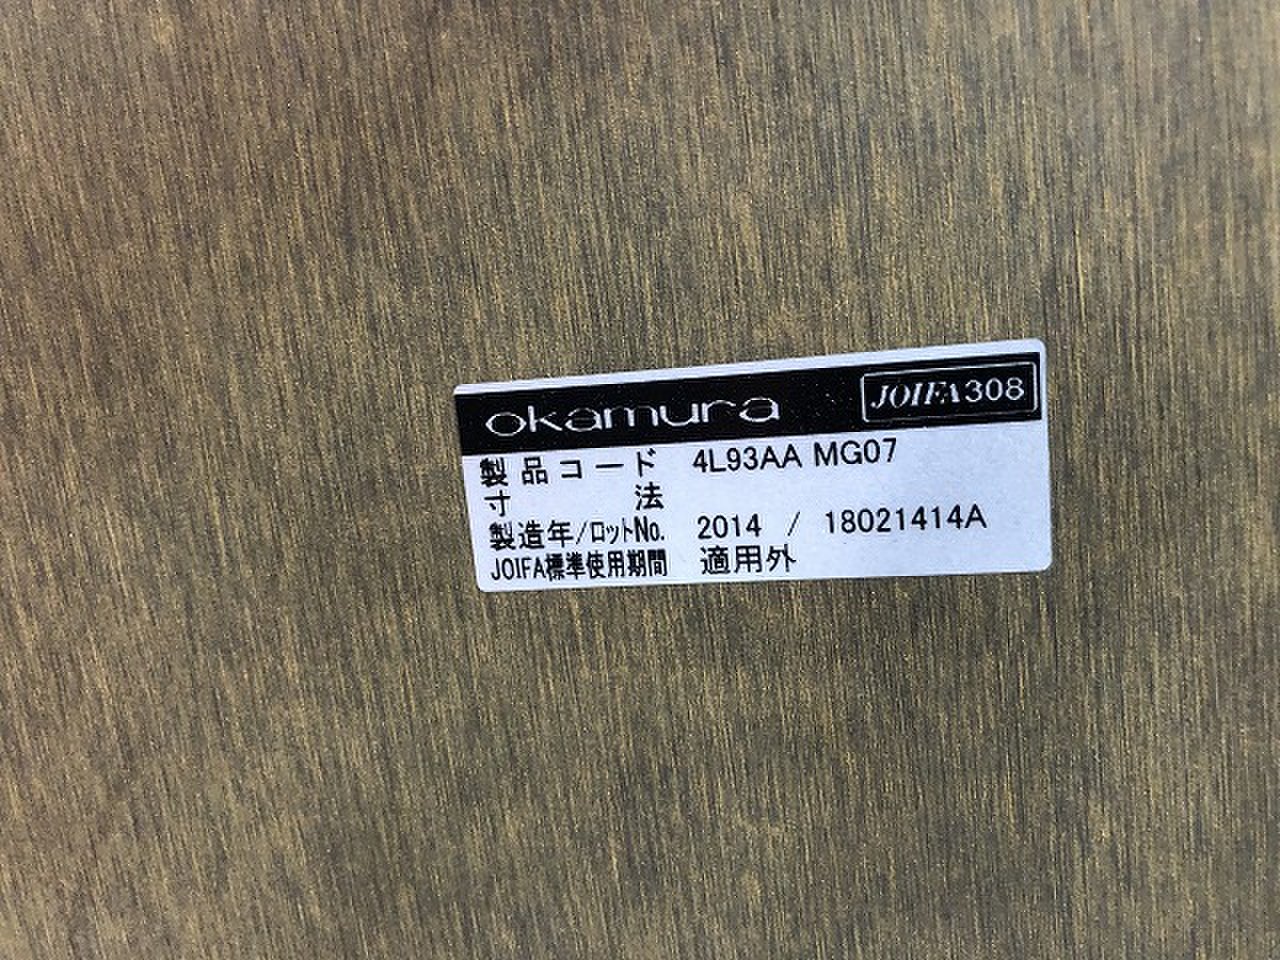 okamura JOIFA308
製品コード 4L93AA MG07
寸法
製造年/ロットNo. 2014 / 18021414A
JOIFA標準使用期間 適用外